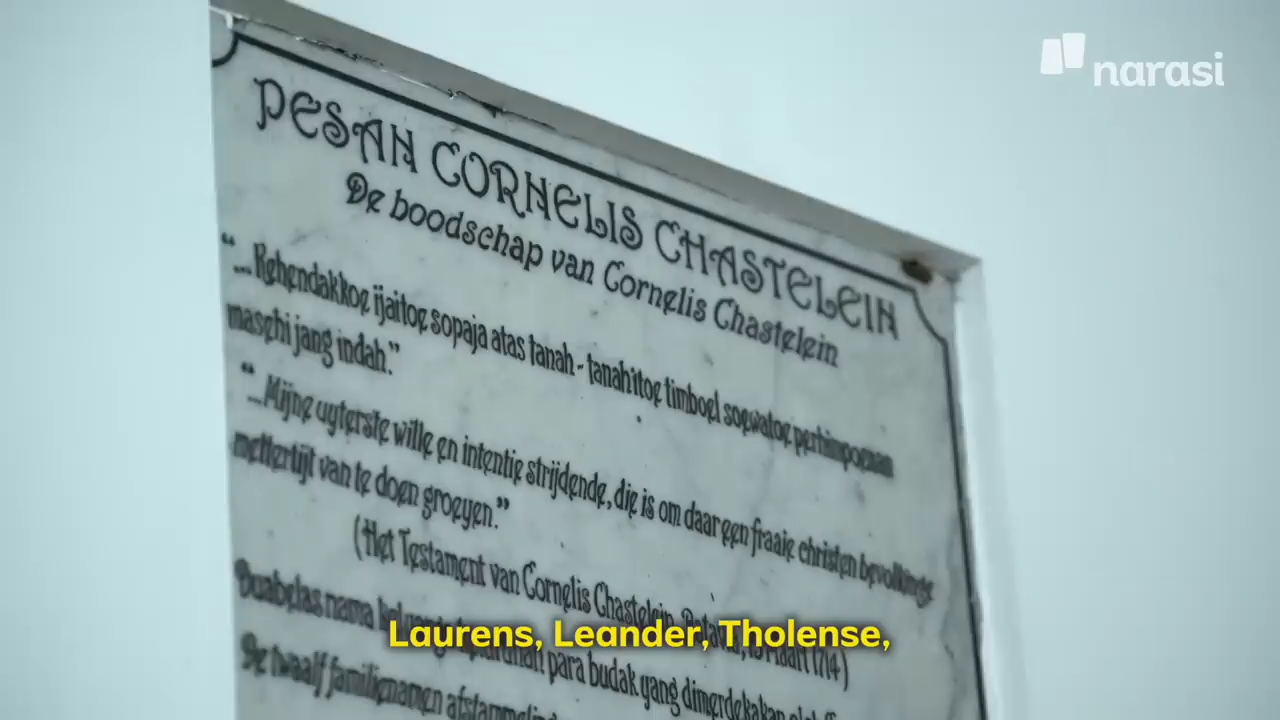 narasi
PESAN CORNELIS CHASTELEIN
De boodschap van Cornelis Chastelein
"...Kehendakkoe ijaitoe sopaja atas tanah - tanah itoe timboel soewatoe perhimpoenan
masehi jang indah."
"...Mijne uyterste wille en intentie strijdende, die is om daar een fraaie christen bevolkinge
mettertijt van te doen groeyen."
(Het Testament van Cornelis Chastelein, Batavia, 13 Maart 1714)
Duabelas nama para budak yang dimerdekakan
De twaalf familienamen
Laurens, Leander, Tholense,